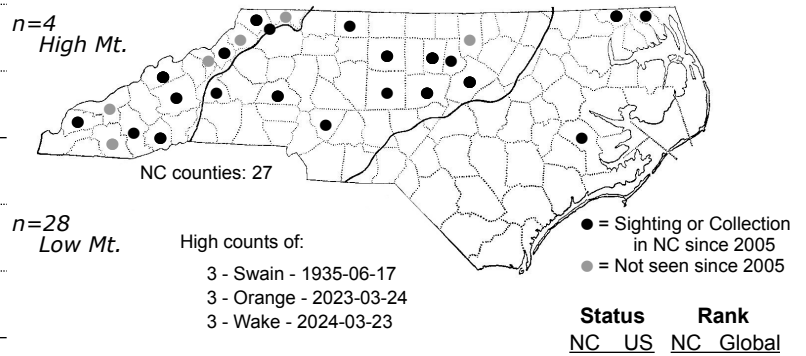 n=4
High Mt.
NC counties: 27
n=28
Low Mt.
High counts of:
3 - Swain - 1935-06-17
3 - Orange - 2023-03-24
3 - Wake - 2024-03-23
= Sighting or Collection
in NC since 2005
= Not seen since 2005
Status Rank
NC US NC Global